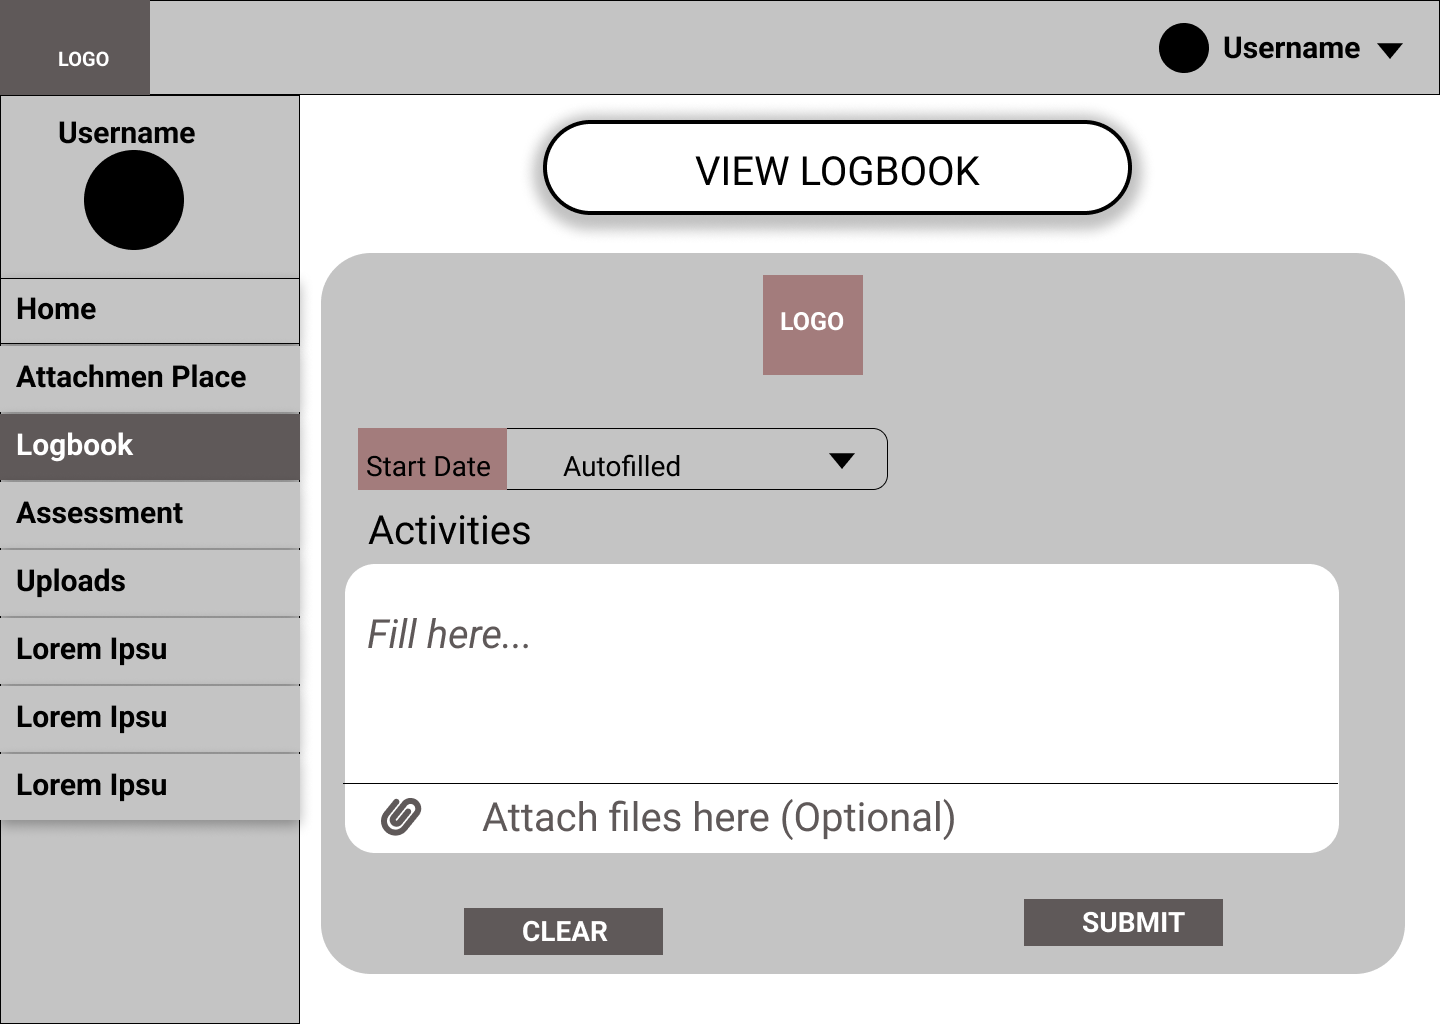 LOGO
Username
Username
Home
Attachmen Place
Logbook
Assessment
Uploads
Lorem Ipsu
Lorem Ipsu
Lorem Ipsu
VIEW LOGBOOK
LOGO
Start Date
Autofilled
Activities
Fill here...
Attach files here (Optional)
CLEAR
SUBMIT